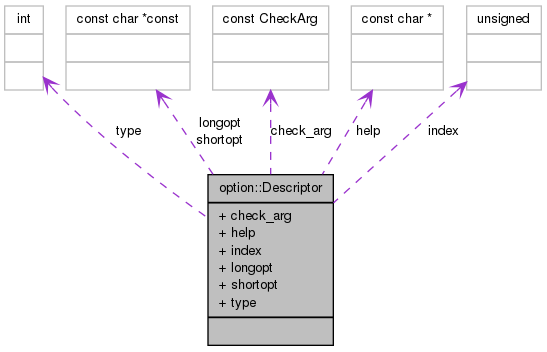 int
const char *const
const CheckArg
const char *
unsigned
type
longopt
shortopt
check_arg
help
index
option::Descriptor
+ check_arg
+ help
+ index
+ longopt
+ shortopt
+ type